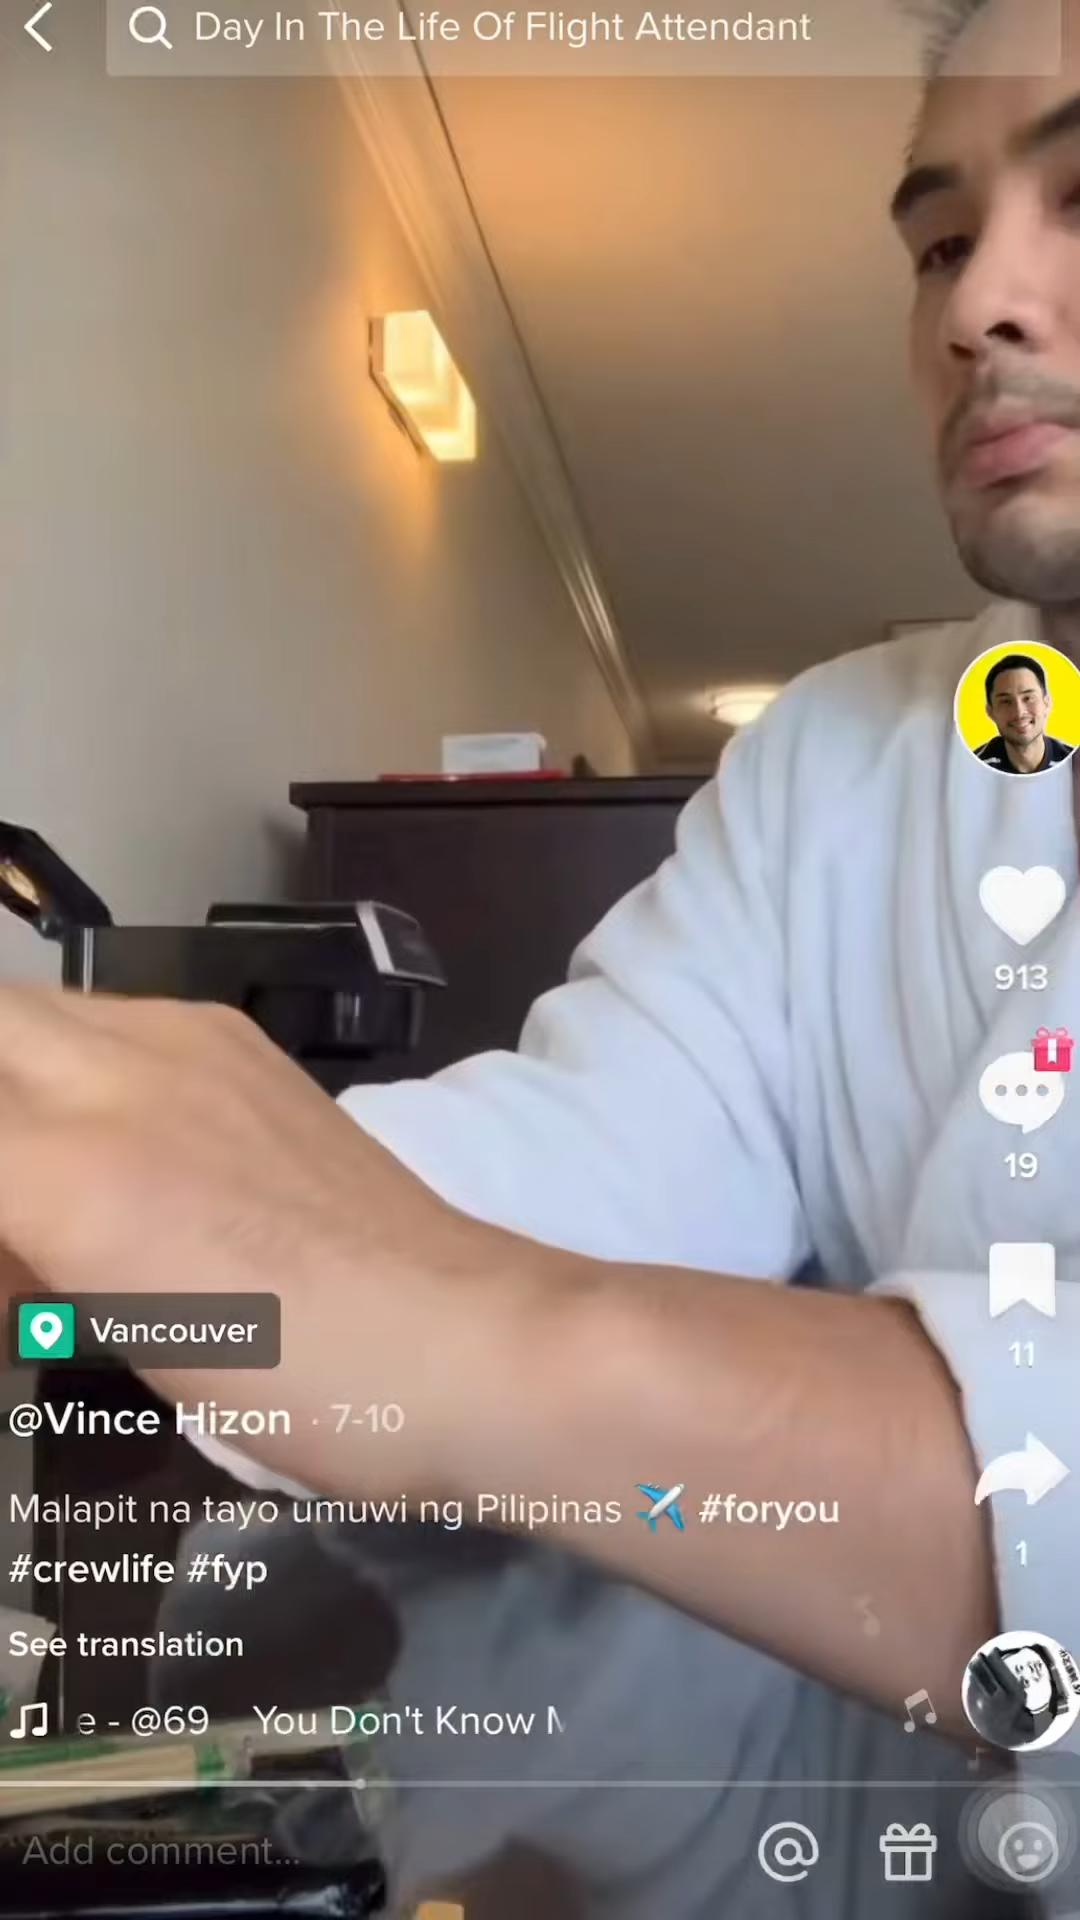 Day In The Life Of Flight Attendant
913
19
11
1
Vancouver
@Vince Hizon · 7-10
Malapit na tayo umuwi ng Pilipinas ✈️ #foryou
#crewlife #fyp
See translation
e - @69 You Don't Know
Add comment...